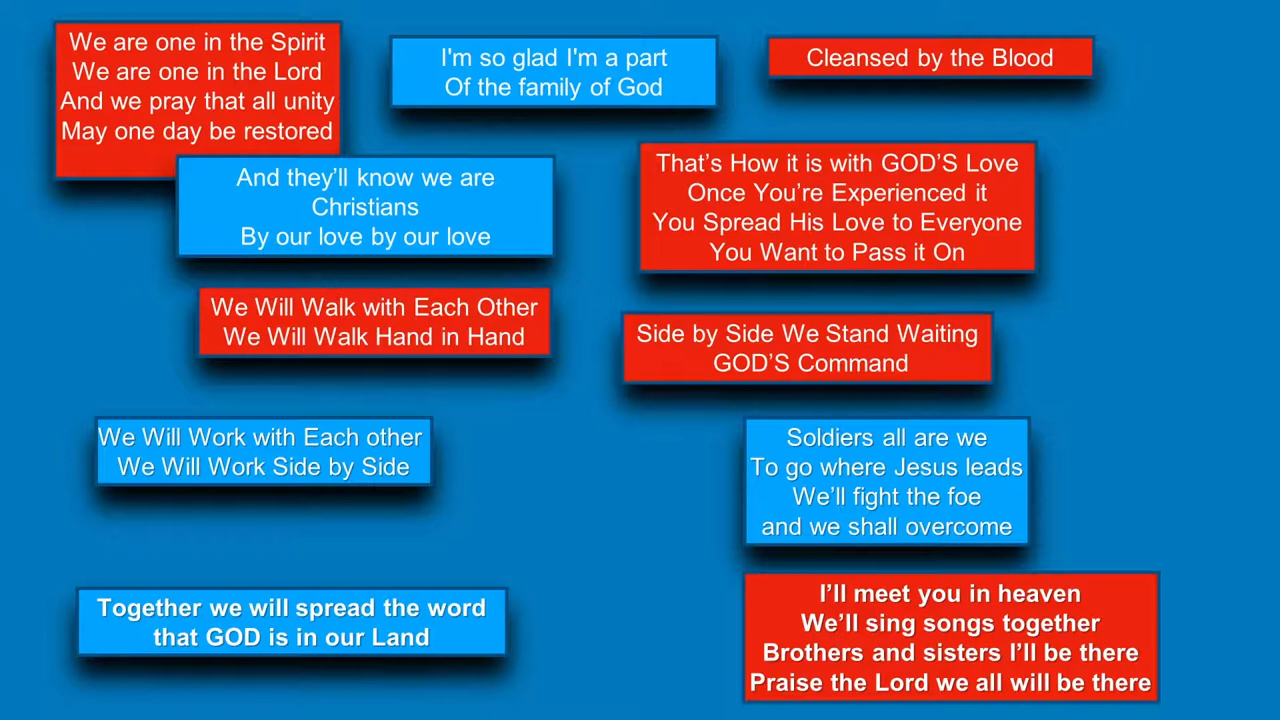 We are one in the Spirit
We are one in the Lord
And we pray that all unity
May one day be restored
I'm so glad I'm a part
Of the family of God
Cleansed by the Blood
And they’ll know we are
Christians
By our love by our love
That’s How it is with GOD’S Love
Once You’re Experienced it
You Spread His Love to Everyone
You Want to Pass it On
We Will Walk with Each Other
We Will Walk Hand in Hand
Side by Side We Stand Waiting
GOD’S Command
We Will Work with Each other
We Will Work Side by Side
Soldiers all are we
To go where Jesus leads
We’ll fight the foe
and we shall overcome
Together we will spread the word
that GOD is in our Land
I’ll meet you in heaven
We’ll sing songs together
Brothers and sisters I’ll be there
Praise the Lord we all will be there